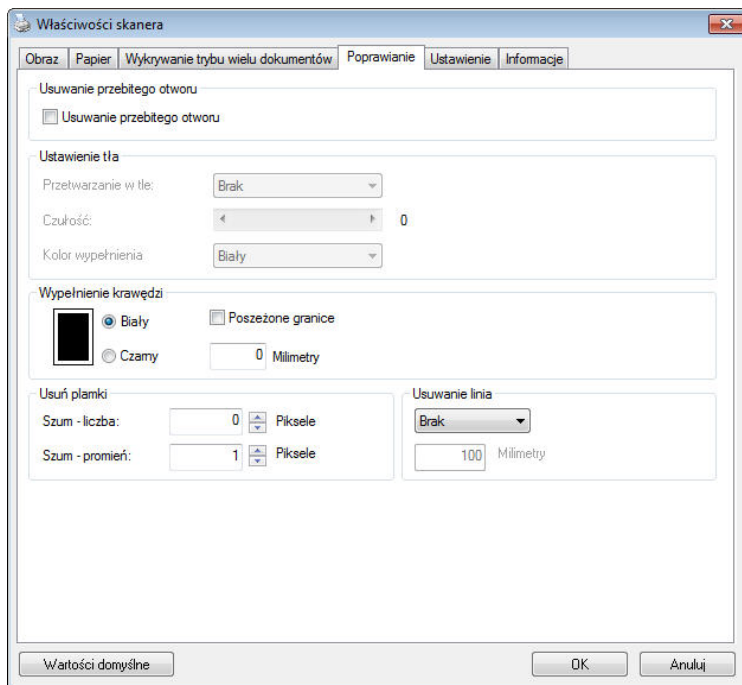 Właściwości skanera
Obraz Papier Wykrywanie trybu wielu dokumentów Poprawianie Ustawienie Informacje
Usuwanie przebitego otworu
Usuwanie przebitego otworu
Ustawienie tła
Przetwarzanie w tle: Brak
Czułość: 0
Kolor wypełnienia Biały
Wypełnienie krawędzi
Biały Poszeżone granice
Czarny 0 Milimetry
Usuń plamki
Szum - liczba: 0 Piksele
Szum - promień: 1 Piksele
Usuwanie linia
Brak
100 Milimetry
Wartości domyślne OK Anuluj